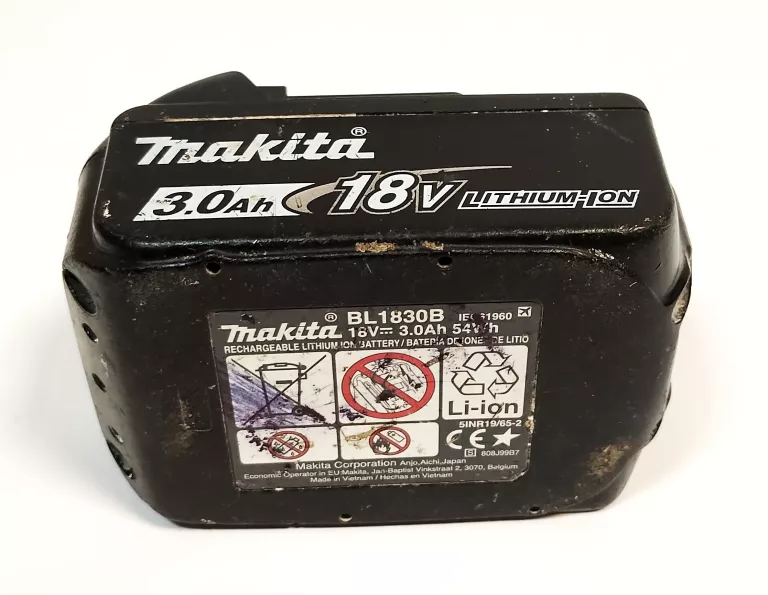 makita®
3.0Ah 18V LITHIUM-ION
makita® BL1830B IEC61960
18V⎓ 3.0Ah 54Wh
RECHARGEABLE LITHIUM ION BATTERY / BATERÍA DE IONES DE LITIO
Li-ion
5INR19/65-2
CE
S 808J99B7
Makita Corporation Anjo, Aichi, Japan
Economic Operator in EU: Makita, Jan-Baptist Vinkstraat 2, 3070, Belgium
Made in Vietnam / Hechas en Vietnam